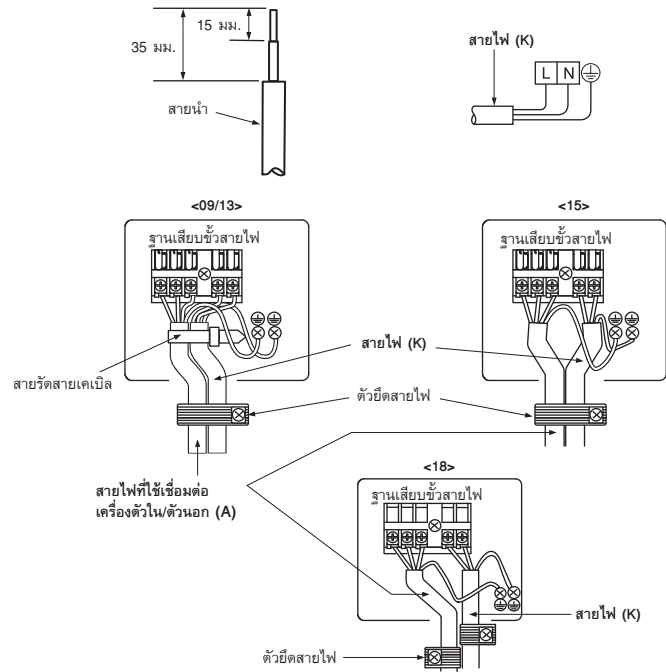 15 มม.
35 มม.
สายนำ
สายไฟ (K)
L N
<09/13>
ฐานเสียบขั้วสายไฟ
<15>
ฐานเสียบขั้วสายไฟ
สายไฟ (K)
สายรัดสายเคเบิล
ตัวยึดสายไฟ
<18>
สายไฟที่ใช้เชื่อมต่อ
เครื่องตัวใน/ตัวนอก (A)
ฐานเสียบขั้วสายไฟ
สายไฟ (K)
ตัวยึดสายไฟ